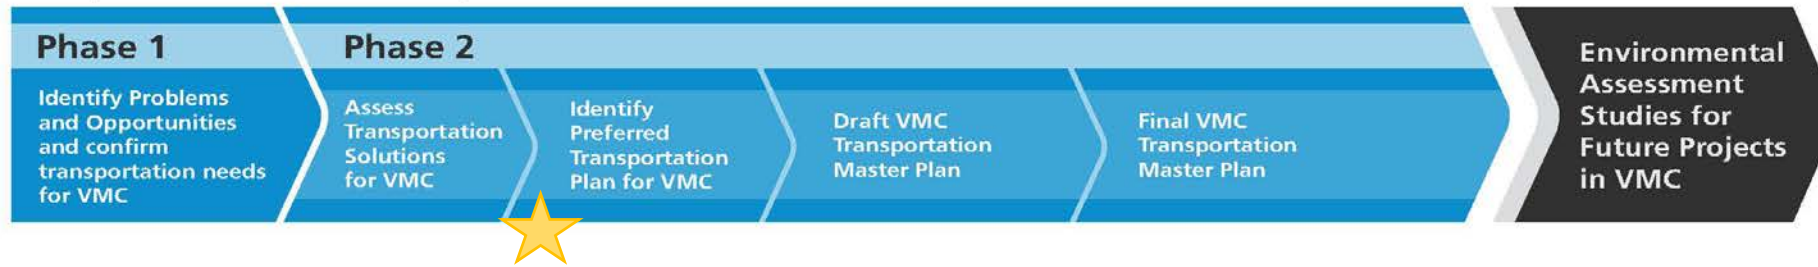 Phase 1
Identify Problems
and Opportunities
and confirm
transportation needs
for VMC
Phase 2
Assess
Transportation
Solutions
for VMC
Identify
Preferred
Transportation
Plan for VMC
Draft VMC
Transportation
Master Plan
Final VMC
Transportation
Master Plan
Environmental
Assessment
Studies for
Future Projects
in VMC